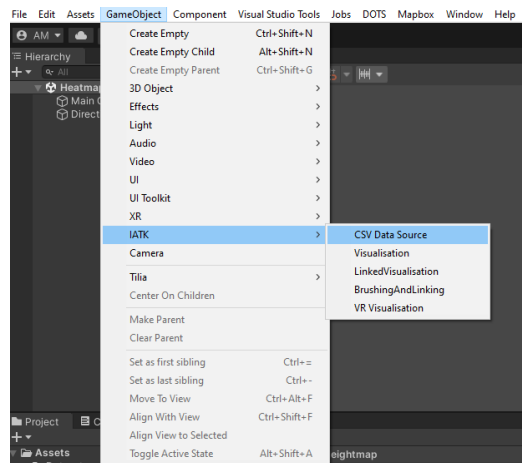 File Edit Assets GameObject Component Visual Studio Tools Jobs DOTS Mapbox Window Help
AM
Hierarchy
All
Heatma
Main
Direct
Create Empty Ctrl+Shift+N
Create Empty Child Alt+Shift+N
Create Empty Parent Ctrl+Shift+G
3D Object
Effects
Light
Audio
Video
UI
UI Toolkit
XR
IATK
Camera
Tilia
Center On Children
Make Parent
Clear Parent
Set as first sibling Ctrl+=
Set as last sibling Ctrl+-
Move To View Ctrl+Alt+F
Align With View Ctrl+Shift+F
Align View to Selected
Toggle Active State Alt+Shift+A
CSV Data Source
Visualisation
LinkedVisualisation
BrushingAndLinking
VR Visualisation
Project C
Assets
eightmap